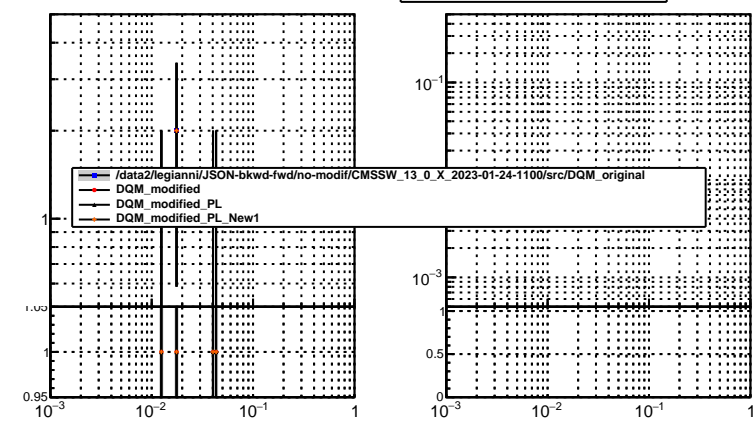 10−1
/data2/legianni/JSON-bkwd-fwd/no-modif/CMSSW_13_0_X_2023-01-24-1100/src/DQM_original
DQM_modified
DQM_modified_PL
DQM_modified_PL_New1
1
10−3
1.05
1
1
0.5
0.95
0
10−3 10−2 10−1 1
10−3 10−2 10−1 1